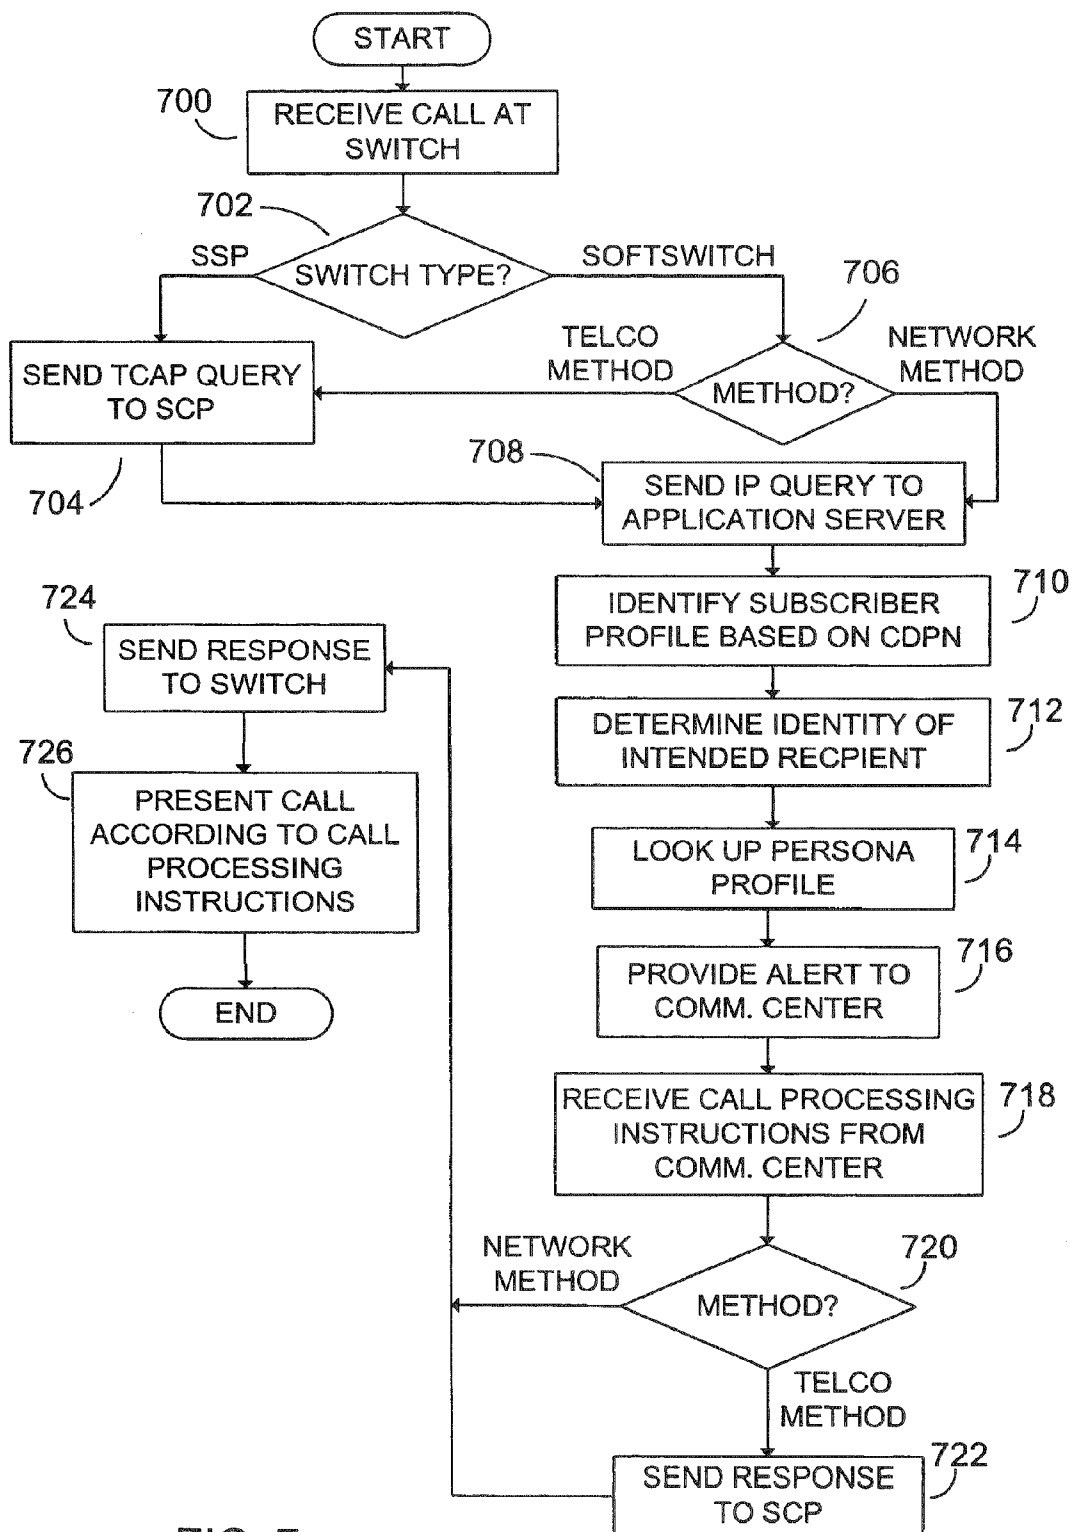 START
700
RECEIVE CALL AT
SWITCH
702
SSP
SWITCH TYPE?
SOFTSWITCH
706
TELCO
METHOD
NETWORK
METHOD
METHOD?
SEND TCAP QUERY
TO SCP
704
708
SEND IP QUERY TO
APPLICATION SERVER
710
IDENTIFY SUBSCRIBER
PROFILE BASED ON CDPN
724
SEND RESPONSE
TO SWITCH
712
DETERMINE IDENTITY OF
INTENDED RECPIENT
726
PRESENT CALL
ACCORDING TO CALL
PROCESSING
INSTRUCTIONS
714
LOOK UP PERSONA
PROFILE
716
PROVIDE ALERT TO
COMM. CENTER
END
718
RECEIVE CALL PROCESSING
INSTRUCTIONS FROM
COMM. CENTER
720
NETWORK
METHOD
METHOD?
TELCO
METHOD
722
SEND RESPONSE
TO SCP